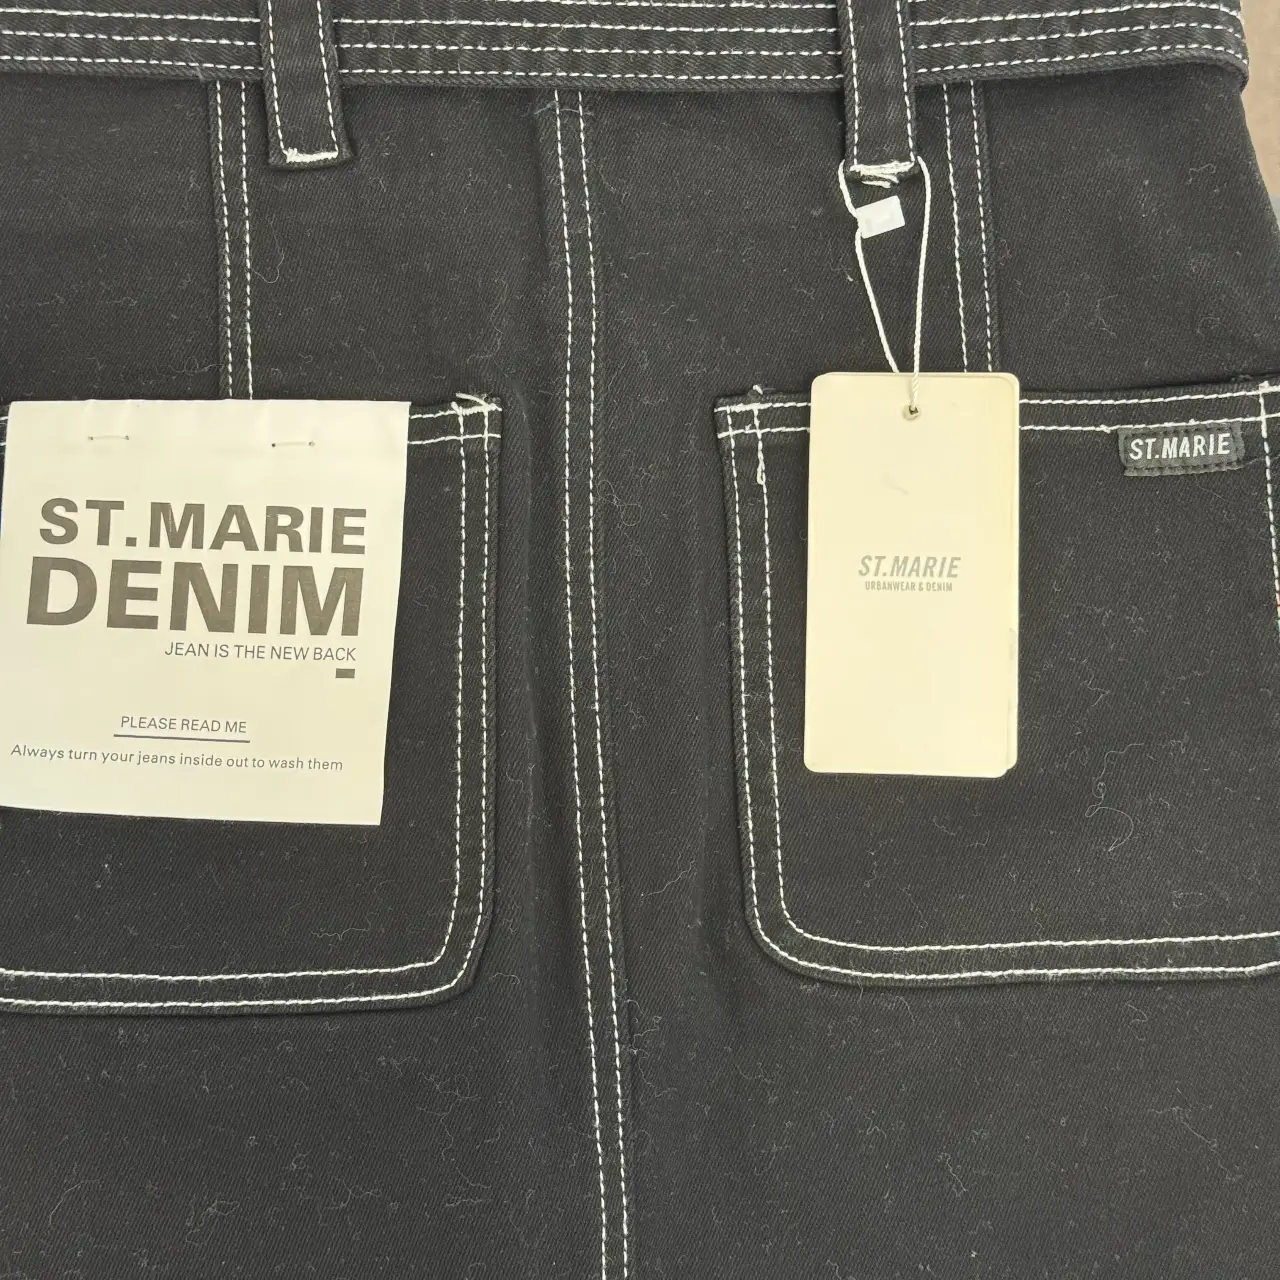 ST.MARIE
DENIM
JEAN IS THE NEW BACK
PLEASE READ ME
Always turn your jeans inside out to wash them
ST.MARIE
URBANWEAR & DENIM
ST.MARIE